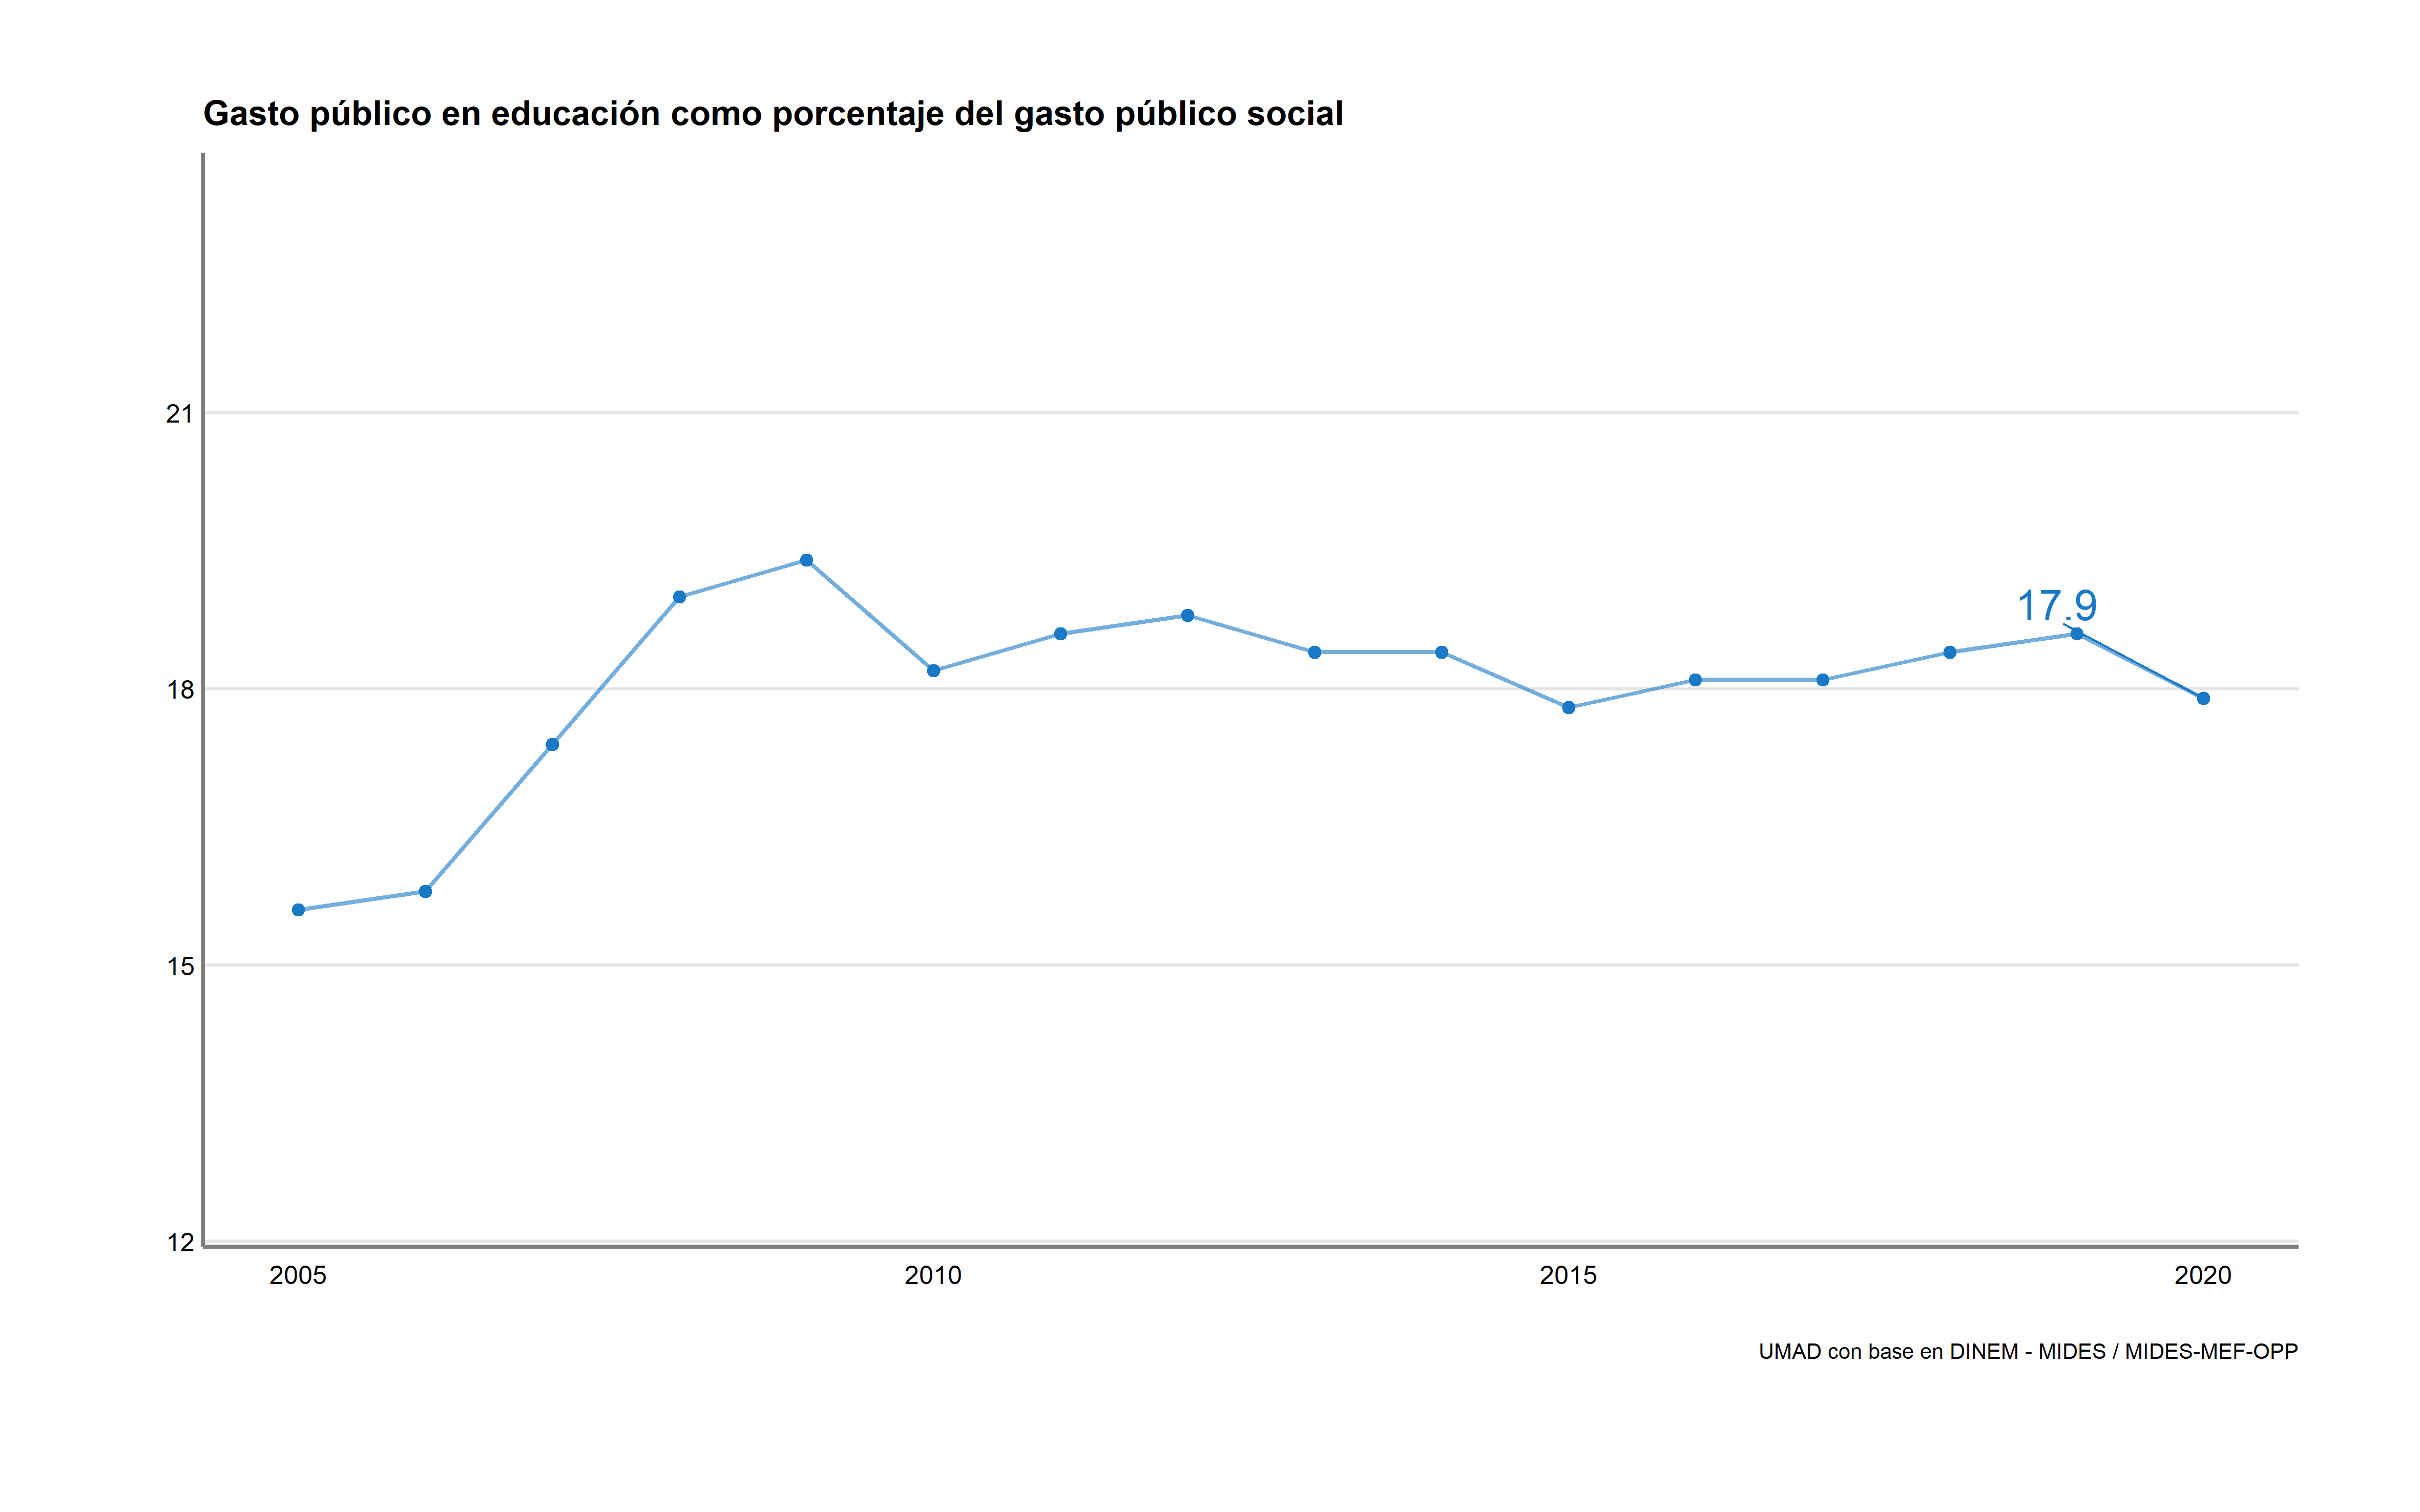 Gasto público en educación como porcentaje del gasto público social
21
17.9
18
15
12
2005 2010 2015 2020
UMAD con base en DINEM - MIDES / MIDES-MEF-OPP